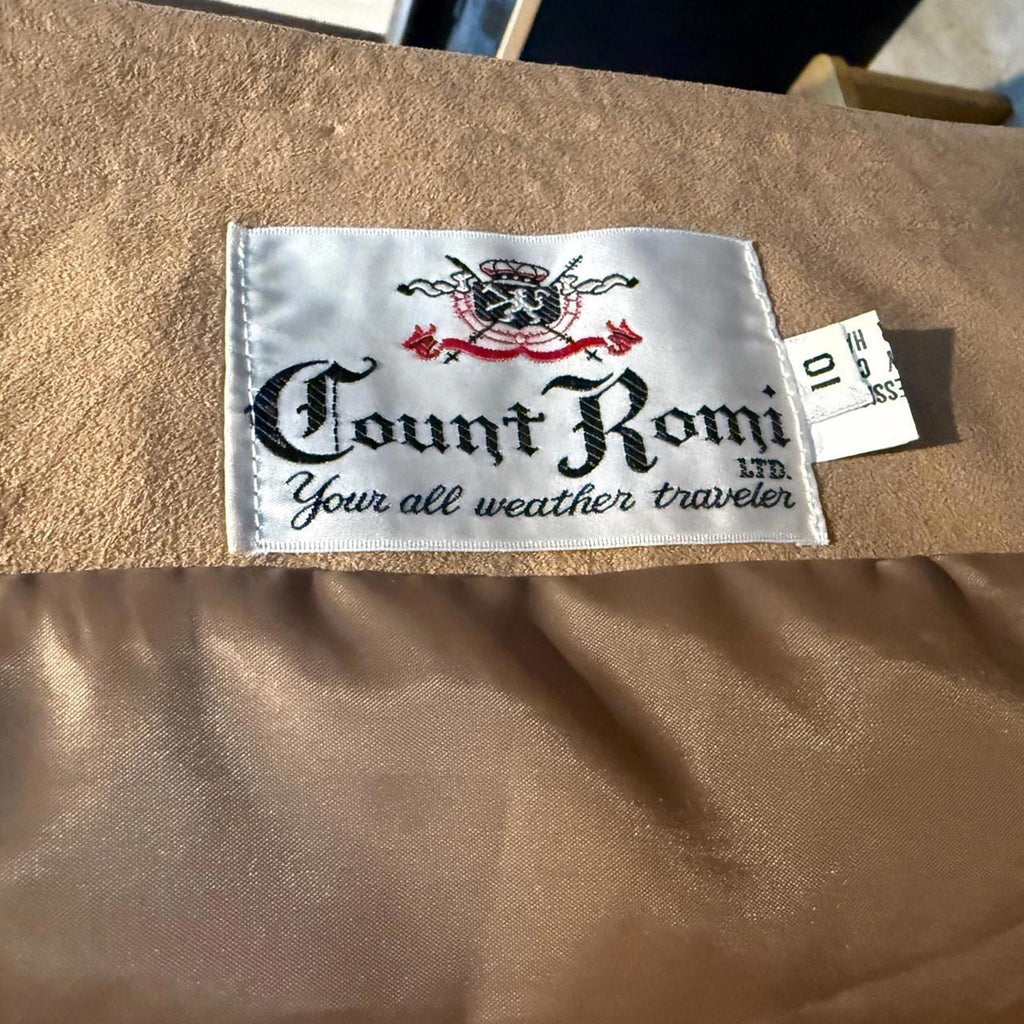 Count Romi
LTD.
Your all weather traveler
10